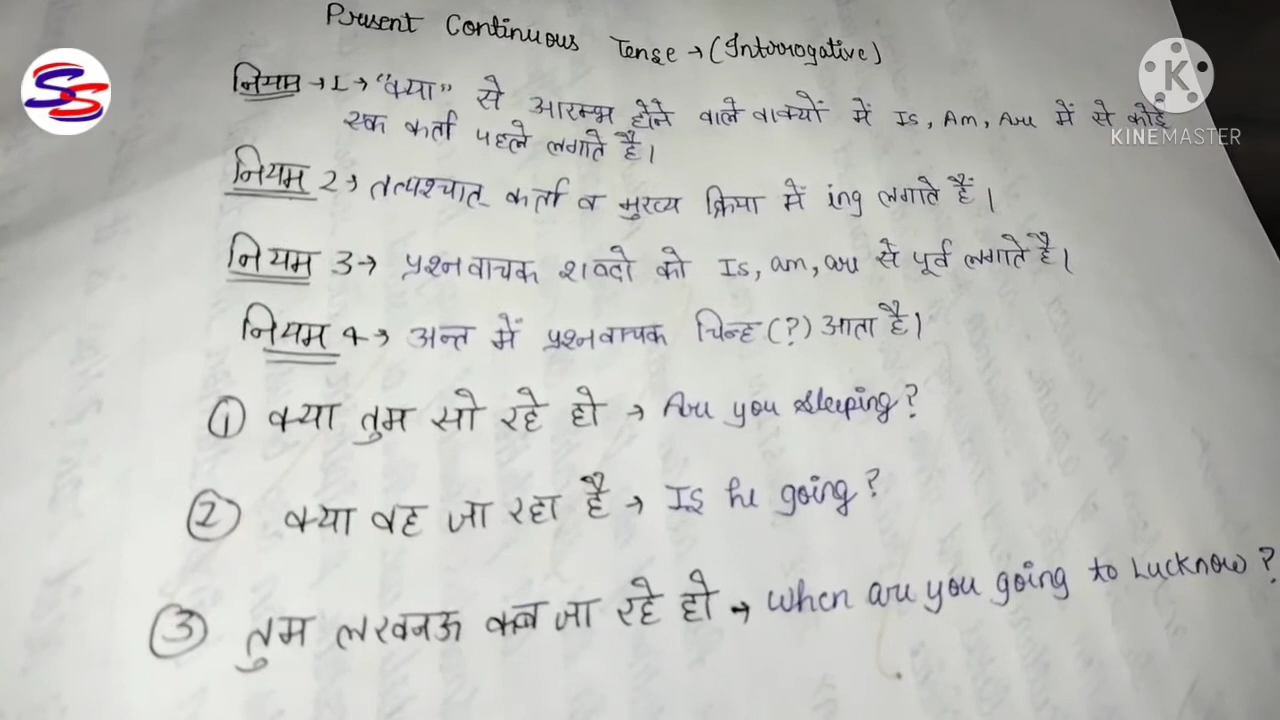 Present Continuous Tense → (Interrogative)
नियम → 1 → "क्या" से आरम्भ होने वाले वाक्यों में Is, Am, Are में से कोई
एक कर्ता पहले लगाते है।
नियम 2 → तत्पश्चात् कर्ता व मुख्य क्रिया में ing लगाते हैं।
नियम 3 → प्रश्नवाचक शब्दो को Is, am, are से पूर्व लगाते है।
नियम 4 → अन्त में प्रश्नवाचक चिन्ह (?) आता है।
① क्या तुम सो रहे हो → Are you sleeping?
② क्या वह जा रहा है → Is he going?
③ तुम लखनऊ कब जा रहे हो → When are you going to Lucknow?
SS
K
KINEMASTER